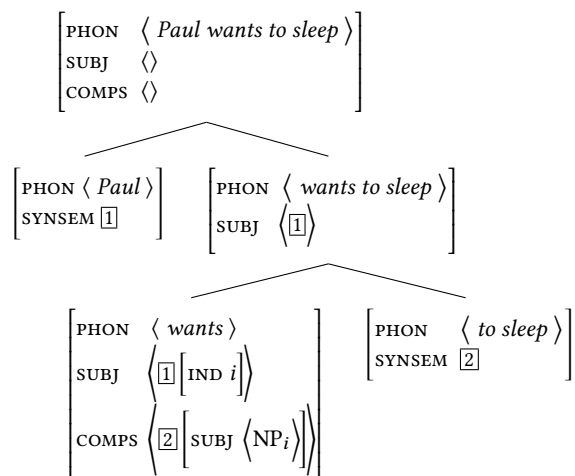 PHON ⟨ Paul wants to sleep ⟩
SUBJ ⟨⟩
COMPS ⟨⟩
PHON ⟨ Paul ⟩
SYNSEM 1
PHON ⟨ wants to sleep ⟩
SUBJ ⟨ 1 ⟩
PHON ⟨ wants ⟩
SUBJ ⟨ 1 [IND i] ⟩
COMPS ⟨ 2 [SUBJ ⟨NPᵢ⟩] ⟩
PHON ⟨ to sleep ⟩
SYNSEM 2